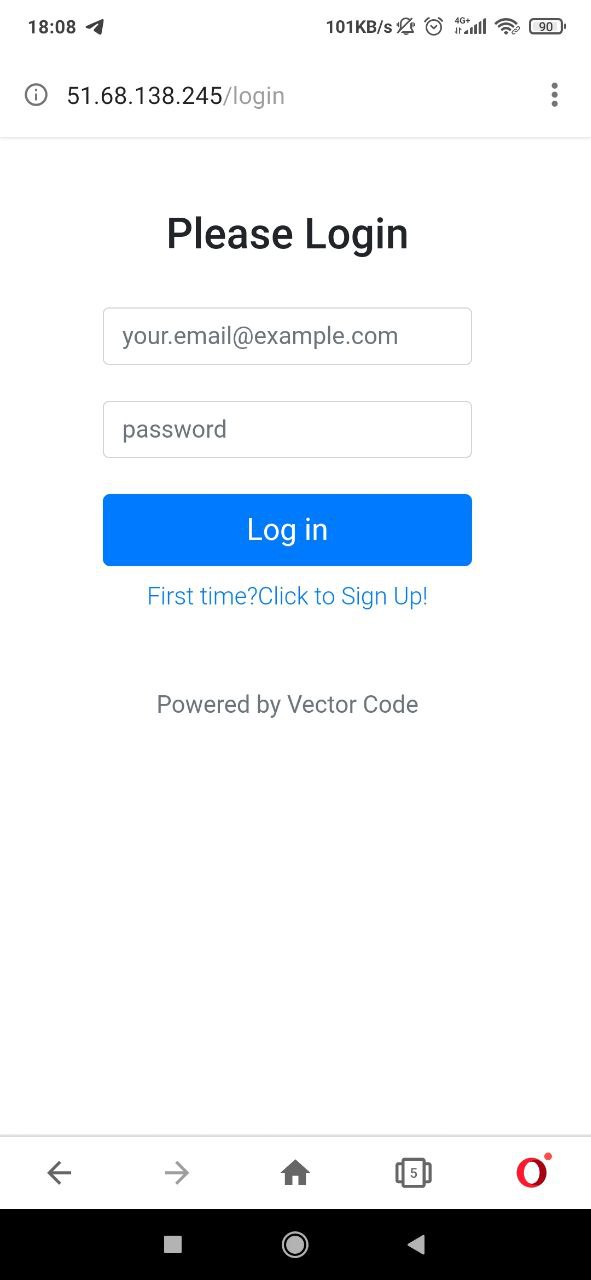 18:08 101KB/s 4G+ 90
51.68.138.245/login
Please Login
your.email@example.com
password
Log in
First time?Click to Sign Up!
Powered by Vector Code
5